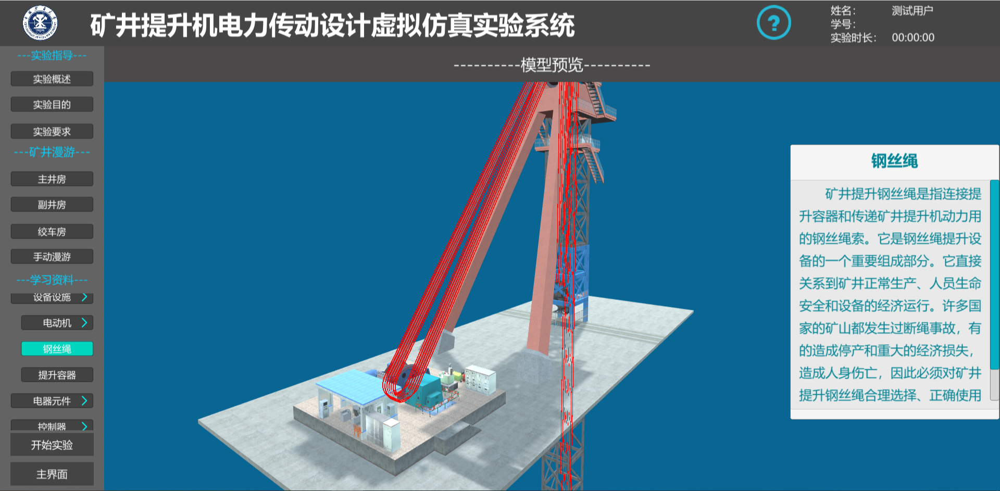 矿井提升机电力传动设计虚拟仿真实验系统
?
姓名： 测试用户
学号：
实验时长： 00:00:00
---实验指导---
实验概述
实验目的
实验要求
---矿井漫游---
主井房
副井房
绞车房
手动漫游
---学习资料---
设备设施
电动机
钢丝绳
提升容器
电器元件
控制器
开始实验
主界面
----------模型预览----------
钢丝绳
矿井提升钢丝绳是指连接提
升容器和传递矿井提升机动力用
的钢丝绳索。它是钢丝绳提升设
备的一个重要组成部分。它直接
关系到矿井正常生产、人员生命
安全和设备的经济运行。许多国
家的矿山都发生过断绳事故，有
的造成停产和重大的经济损失，
造成人身伤亡，因此必须对矿井
提升钢丝绳合理选择、正确使用